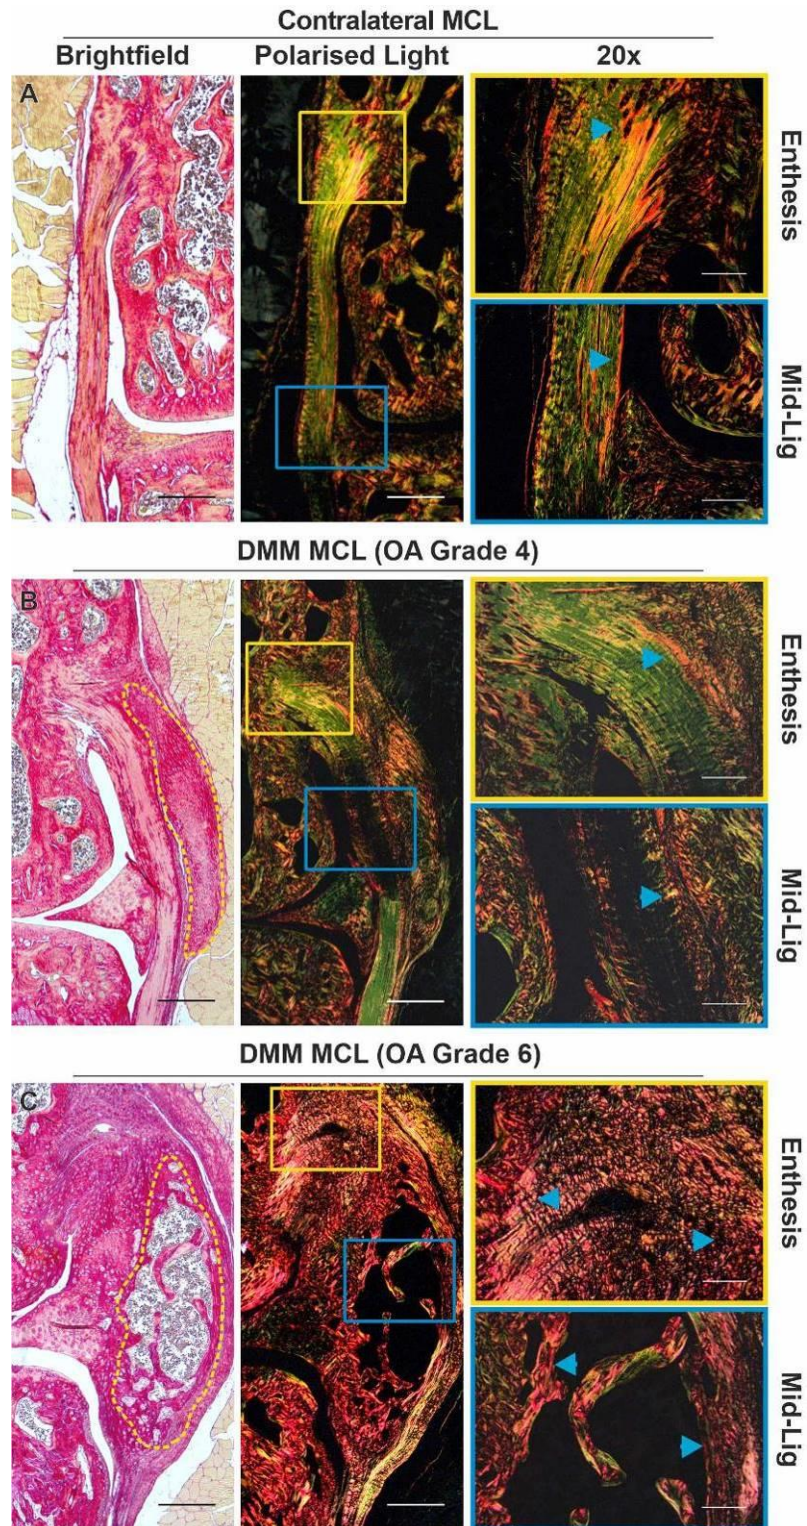 Contralateral MCL
Brightfield Polarised Light 20x
A
Enthesis
Mid-Lig
DMM MCL (OA Grade 4)
B
Enthesis
Mid-Lig
DMM MCL (OA Grade 6)
C
Enthesis
Mid-Lig